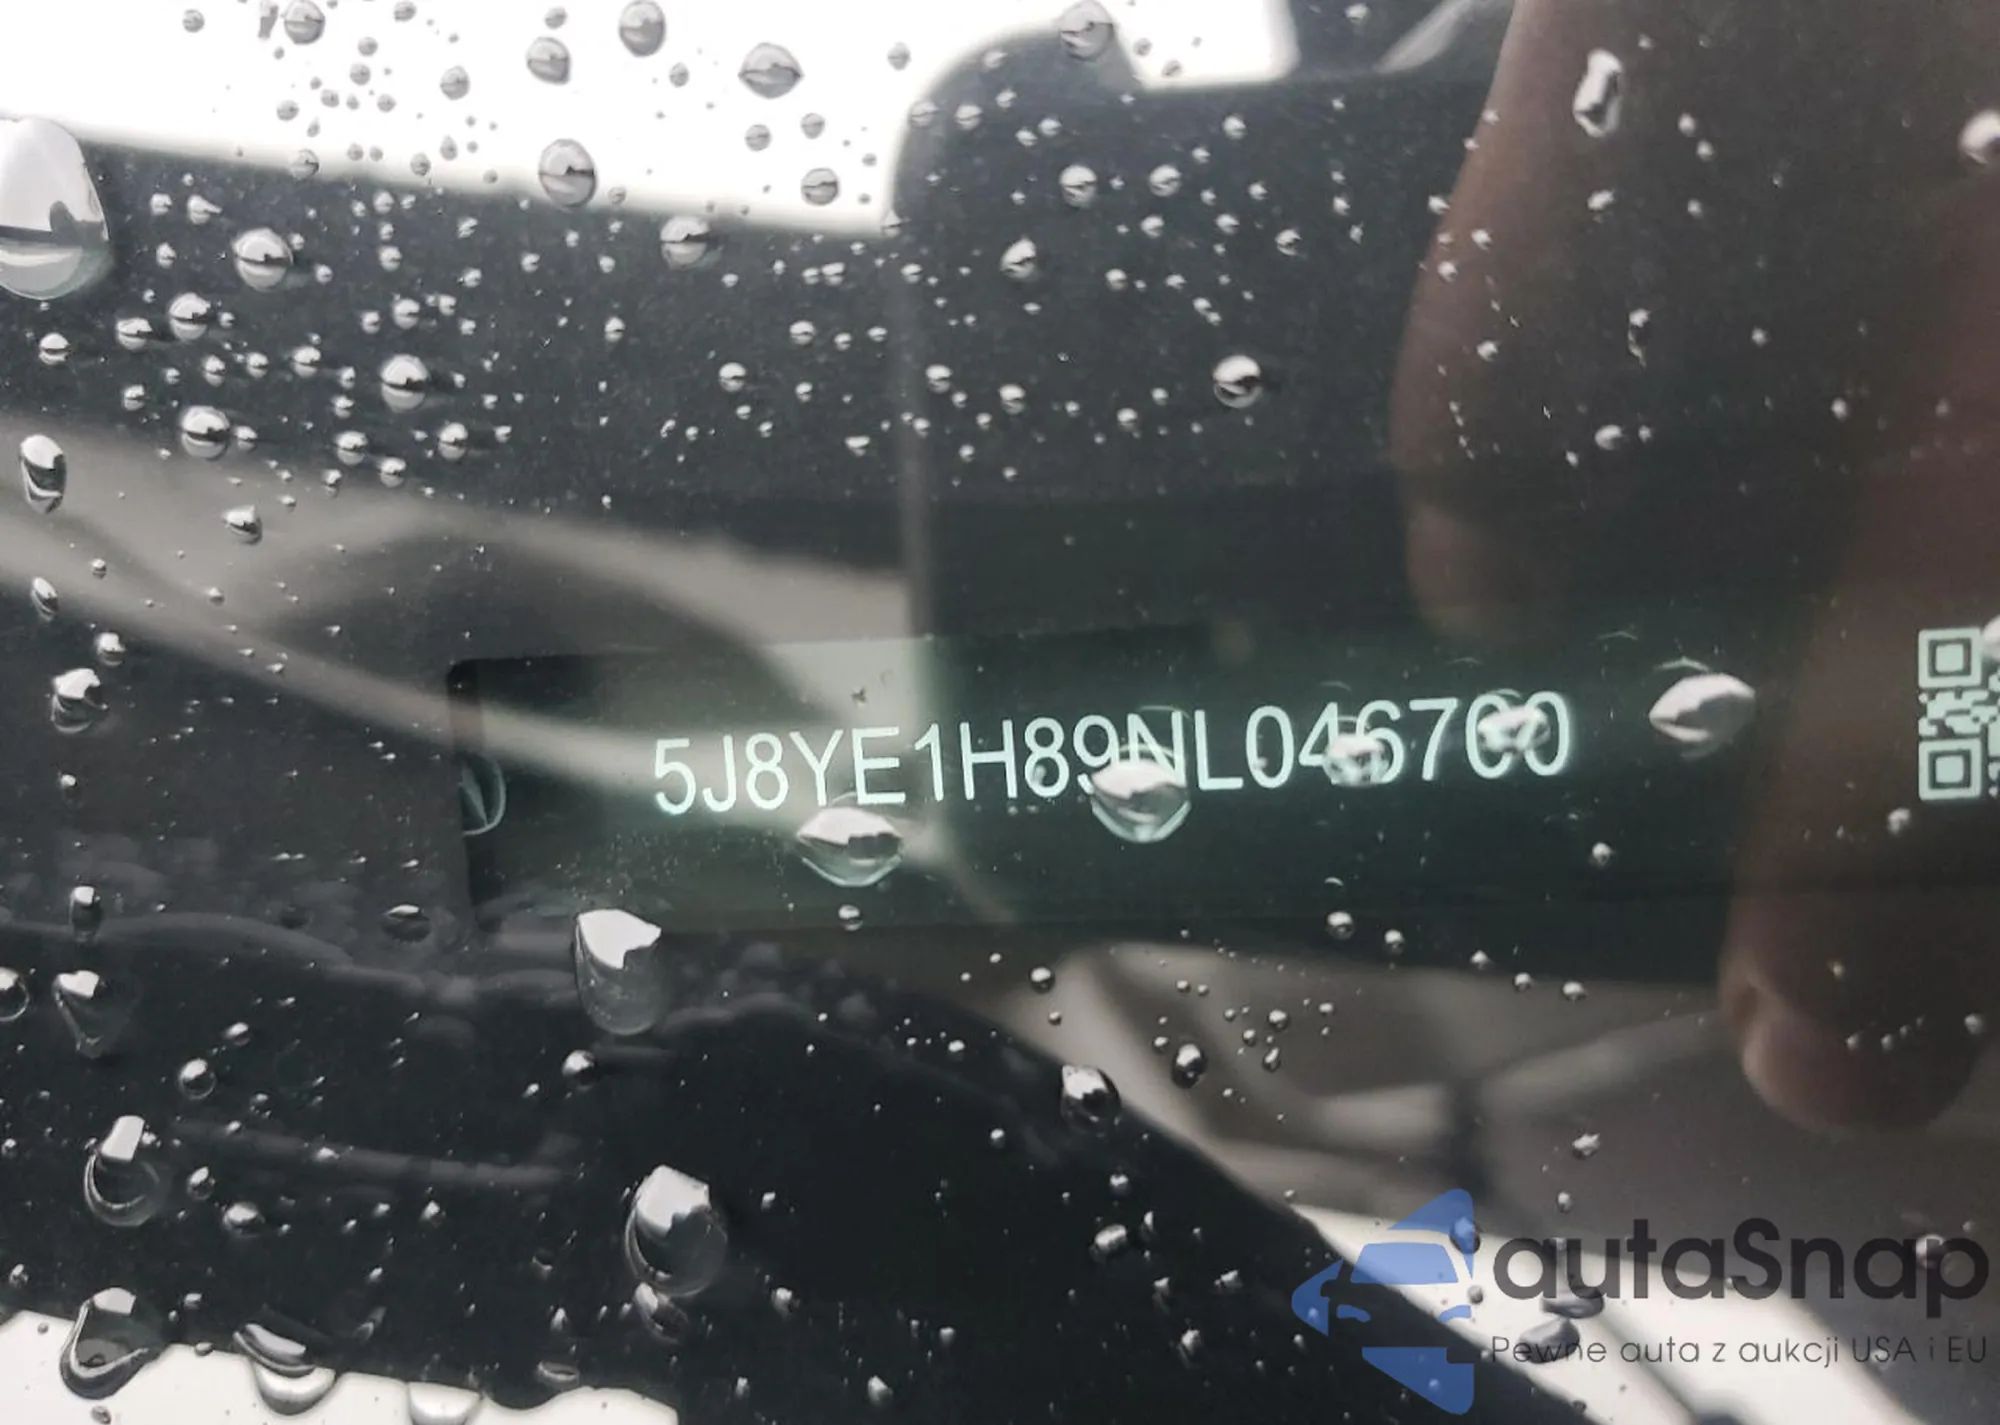 5J8YE1H89NL046700
autaSnap
Pewne auta z aukcji USA i EU